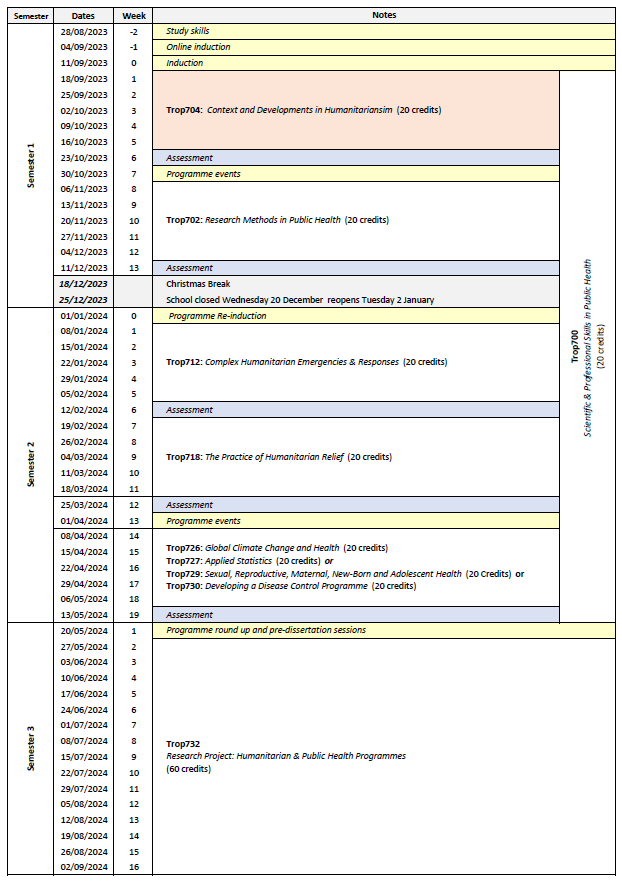 Semester Dates Week Notes
Semester 1
28/08/2023 -2 Study skills
04/09/2023 -1 Online induction
11/09/2023 0 Induction
18/09/2023 1
25/09/2023 2
02/10/2023 3 Trop704: Context and Developments in Humanitariansim (20 credits)
09/10/2023 4
16/10/2023 5
23/10/2023 6 Assessment
30/10/2023 7 Programme events
06/11/2023 8
13/11/2023 9
20/11/2023 10 Trop702: Research Methods in Public Health (20 credits)
27/11/2023 11
04/12/2023 12
11/12/2023 13 Assessment
18/12/2023 Christmas Break
25/12/2023 School closed Wednesday 20 December reopens Tuesday 2 January
Trop700
Scientific & Professional Skills in Public Health
(20 credits)
Semester 2
01/01/2024 0 Programme Re-induction
08/01/2024 1
15/01/2024 2
22/01/2024 3 Trop712: Complex Humanitarian Emergencies & Responses (20 credits)
29/01/2024 4
05/02/2024 5
12/02/2024 6 Assessment
19/02/2024 7
26/02/2024 8
04/03/2024 9 Trop718: The Practice of Humanitarian Relief (20 credits)
11/03/2024 10
18/03/2024 11
25/03/2024 12 Assessment
01/04/2024 13 Programme events
08/04/2024 14
15/04/2024 15 Trop726: Global Climate Change and Health (20 credits)
Trop727: Applied Statistics (20 credits) or
22/04/2024 16
Trop729: Sexual, Reproductive, Maternal, New-Born and Adolescent Health (20 Credits) or
29/04/2024 17 Trop730: Developing a Disease Control Programme (20 credits)
06/05/2024 18
13/05/2024 19 Assessment
Semester 3
20/05/2024 1 Programme round up and pre-dissertation sessions
27/05/2024 2
03/06/2024 3
10/06/2024 4
17/06/2024 5
24/06/2024 6
01/07/2024 7
08/07/2024 8 Trop732
15/07/2024 9 Research Project: Humanitarian & Public Health Programmes
22/07/2024 10 (60 credits)
29/07/2024 11
05/08/2024 12
12/08/2024 13
19/08/2024 14
26/08/2024 15
02/09/2024 16